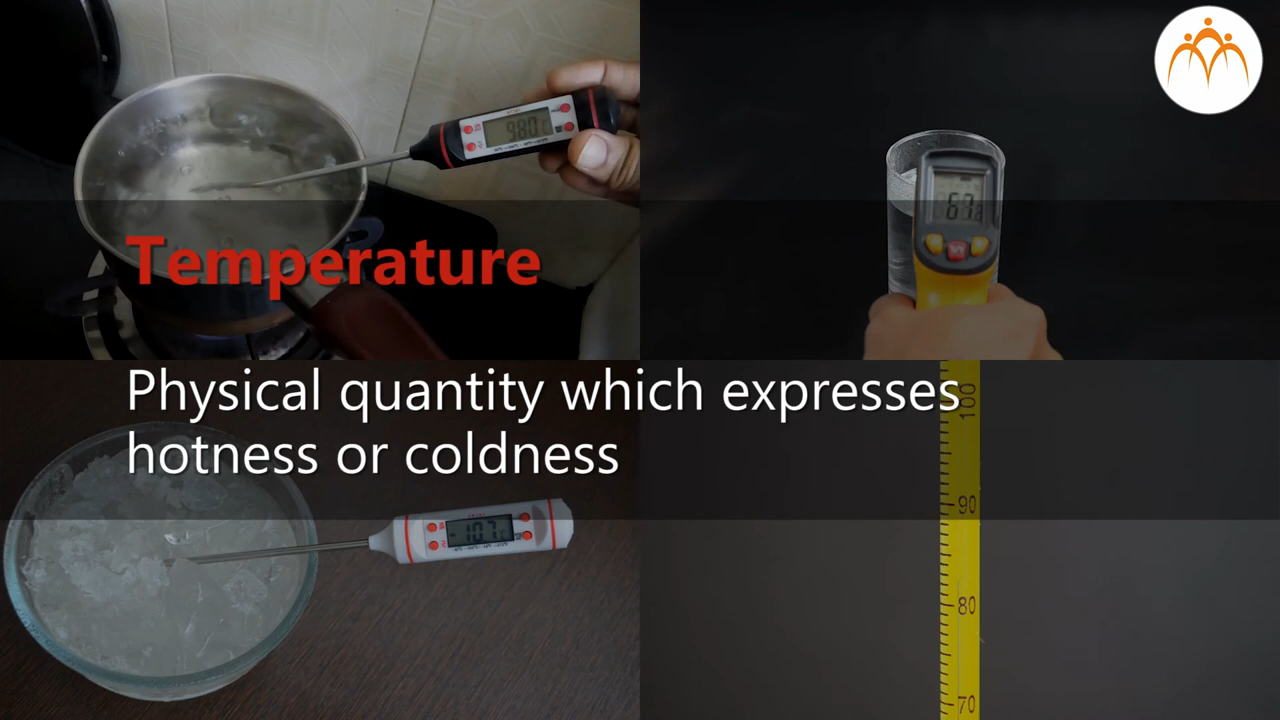 98.0
67.
Temperature
Physical quantity which expresses
hotness or coldness
100
90
-10.7
80
70